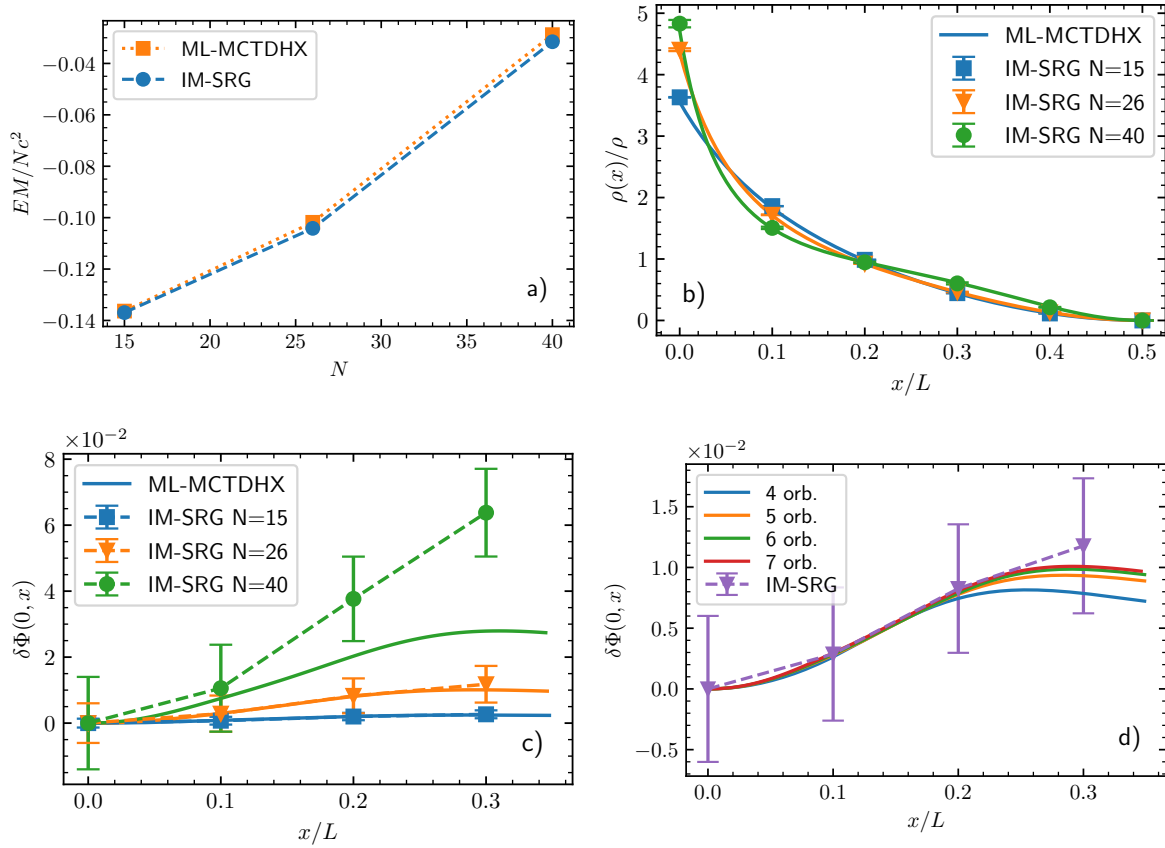 ML-MCTDHX
IM-SRG
−0.04
−0.06
−0.08
−0.10
−0.12
−0.14
EM/Nc²
15 20 25 30 35 40
N
a)
ML-MCTDHX
IM-SRG N=15
IM-SRG N=26
IM-SRG N=40
5
4
3
2
1
0
ρ(x)/ρ
0.0 0.1 0.2 0.3 0.4 0.5
x/L
b)
×10⁻²
ML-MCTDHX
IM-SRG N=15
IM-SRG N=26
IM-SRG N=40
8
6
4
2
0
δΦ(0, x)
0.0 0.1 0.2 0.3
x/L
c)
×10⁻²
4 orb.
5 orb.
6 orb.
7 orb.
IM-SRG
1.5
1.0
0.5
0.0
−0.5
δΦ(0, x)
0.0 0.1 0.2 0.3
x/L
d)